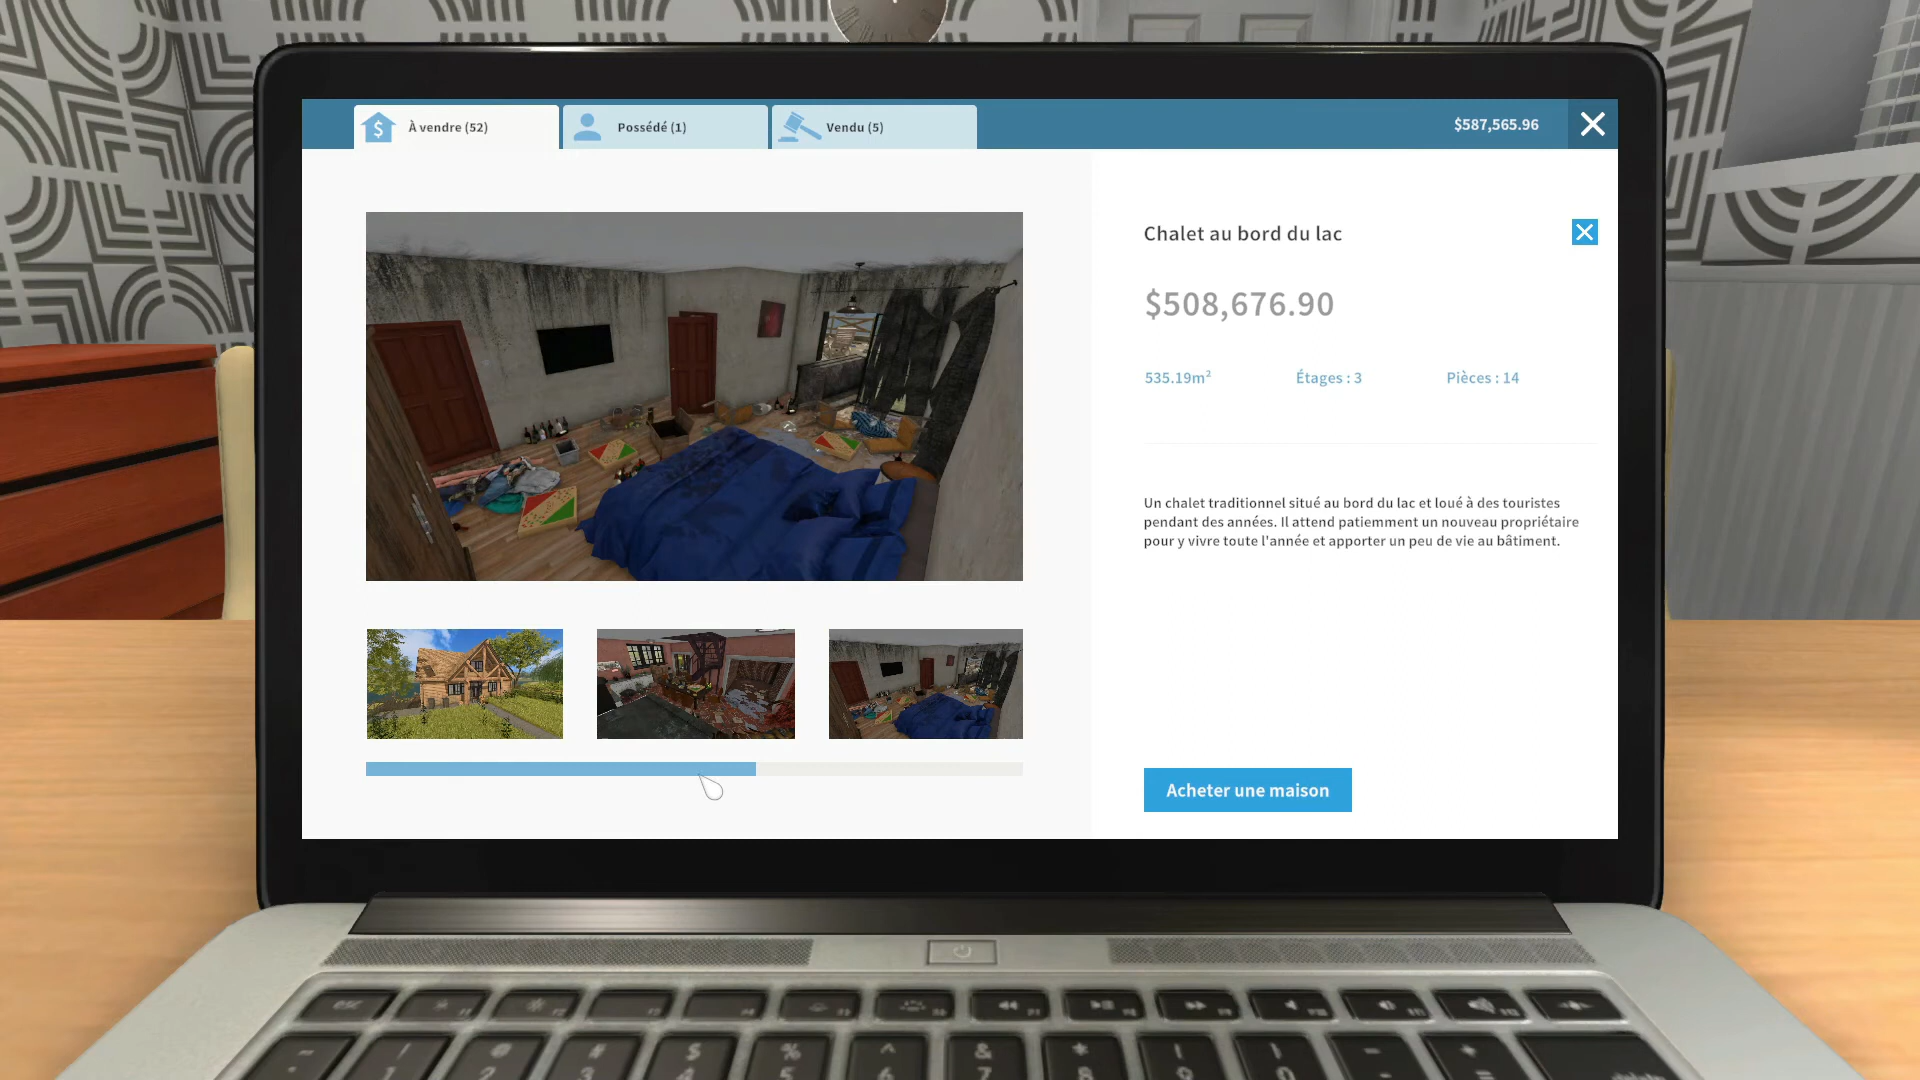 À vendre (52)
Possédé (1)
Vendu (5)
$587,565.96
Chalet au bord du lac
$508,676.90
535.19m²
Étages : 3
Pièces : 14
Un chalet traditionnel situé au bord du lac et loué à des touristes
pendant des années. Il attend patiemment un nouveau propriétaire
pour y vivre toute l'année et apporter un peu de vie au bâtiment.
Acheter une maison
esc